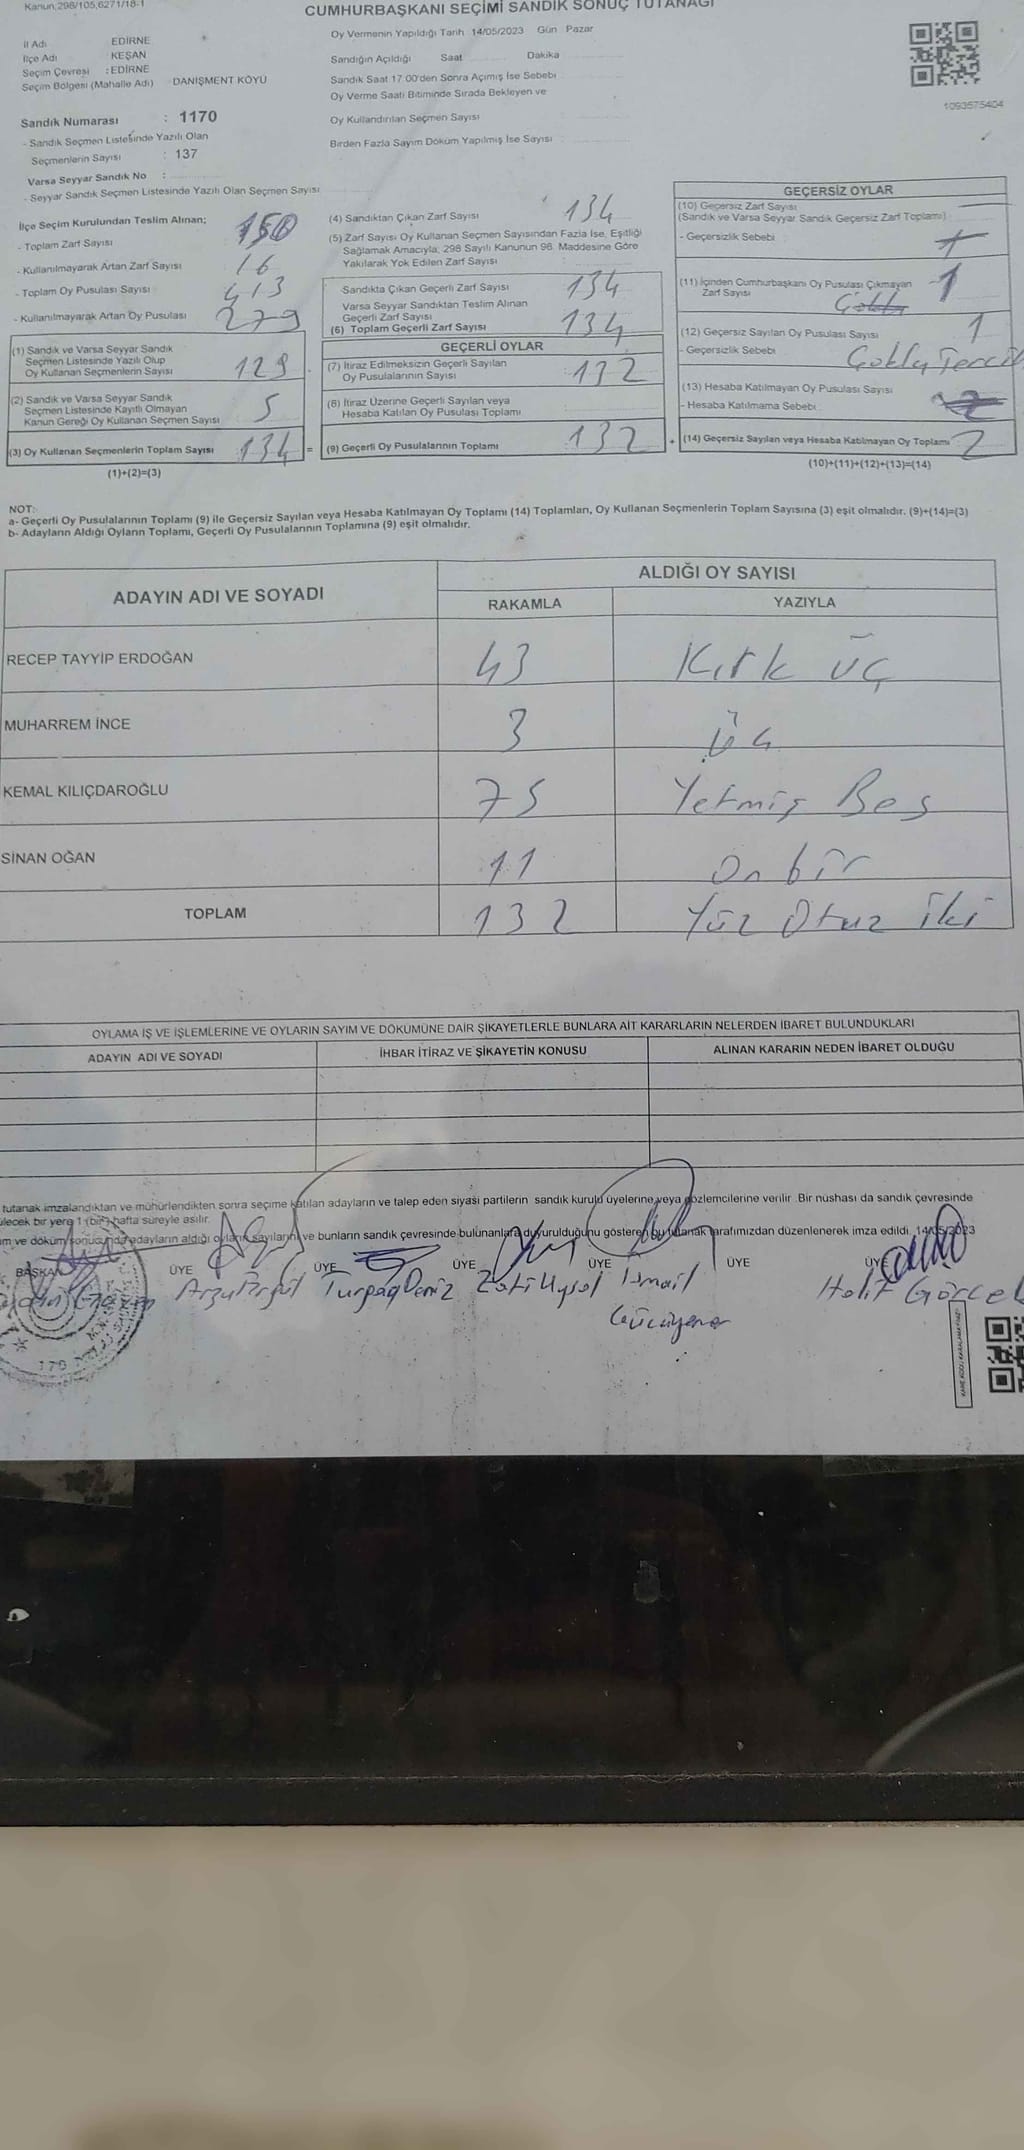 Kanun,298/105,6271/18-1
CUMHURBAŞKANI SEÇİMİ SANDIK SONUÇ TUTANAĞI
İl Adı EDİRNE
İlçe Adı KEŞAN
Seçim Çevresi : EDİRNE
Seçim Bölgesi (Mahalle Adı) DANIŞMENT KÖYÜ
Sandık Numarası : 1170
- Sandık Seçmen Listesinde Yazılı Olan
Seçmenlerin Sayısı : 137
Varsa Seyyar Sandık No :
- Seyyar Sandık Seçmen Listesinde Yazılı Olan Seçmen Sayısı
Oy Vermenin Yapıldığı Tarih 14/05/2023 Gün Pazar
Sandığın Açıldığı Saat Dakika
Sandık Saat 17:00'den Sonra Açımış İse Sebebi
Oy Verme Saati Bitiminde Sırada Bekleyen ve
Oy Kullandırılan Seçmen Sayısı
Birden Fazla Sayım Döküm Yapılmış İse Sayısı
1093575404
İlçe Seçim Kurulundan Teslim Alınan;
- Toplam Zarf Sayısı 150
- Kullanılmayarak Artan Zarf Sayısı 16
- Toplam Oy Pusulası Sayısı 413
- Kullanılmayarak Artan Oy Pusulası 279
(1) Sandık ve Varsa Seyyar Sandık
Seçmen Listesinde Yazılı Olup
Oy Kullanan Seçmenlerin Sayısı 129
(2) Sandık ve Varsa Seyyar Sandık
Seçmen Listesinde Kayıtlı Olmayan
Kanun Gereği Oy Kullanan Seçmen Sayısı 5
(3) Oy Kullanan Seçmenlerin Toplam Sayısı 134 =
(1)+(2)=(3)
(4) Sandıktan Çıkan Zarf Sayısı 134
(5) Zarf Sayısı Oy Kullanan Seçmen Sayısından Fazla İse, Eşitliği
Sağlamak Amacıyla, 298 Sayılı Kanunun 98. Maddesine Göre
Yakılarak Yok Edilen Zarf Sayısı :
Sandıkta Çıkan Geçerli Zarf Sayısı 134
Varsa Seyyar Sandıktan Teslim Alınan
Geçerli Zarf Sayısı
(6) Toplam Geçerli Zarf Sayısı 134
GEÇERLİ OYLAR
(7) İtiraz Edilmeksizin Geçerli Sayılan
Oy Pusulalarının Sayısı 132
(8) İtiraz Üzerine Geçerli Sayılan veya
Hesaba Katılan Oy Pusulası Toplamı
(9) Geçerli Oy Pusulalarının Toplamı 132 +
GEÇERSİZ OYLAR
(10) Geçersiz Zarf Sayısı
(Sandık ve Varsa Seyyar Sandık Geçersiz Zarf Toplamı)
- Geçersizlik Sebebi
(11) İçinden Cumhurbaşkanı Oy Pusulası Çıkmayan
Zarf Sayısı 1
(12) Geçersiz Sayılan Oy Pusulası Sayısı 1
- Geçersizlik Sebebi
(13) Hesaba Katılmayan Oy Pusulası Sayısı
- Hesaba Katılmama Sebebi
(14) Geçersiz Sayılan veya Hesaba Katılmayan Oy Toplamı 2
(10)+(11)+(12)+(13)=(14)
NOT:
a- Geçerli Oy Pusulalarının Toplamı (9) ile Geçersiz Sayılan veya Hesaba Katılmayan Oy Toplamı (14) Toplamları, Oy Kullanan Seçmenlerin Toplam Sayısına (3) eşit olmalıdır. (9)+(14)=(3)
b- Adayların Aldığı Oyların Toplamı, Geçerli Oy Pusulalarının Toplamına (9) eşit olmalıdır.
ADAYIN ADI VE SOYADI ALDIĞI OY SAYISI
RAKAMLA YAZIYLA
RECEP TAYYİP ERDOĞAN 43 Kırk üç
MUHARREM İNCE 3 üç
KEMAL KILIÇDAROĞLU 75 Yetmiş Beş
SİNAN OĞAN 11 On bir
TOPLAM 132 Yüz Otuz iki
OYLAMA İŞ VE İŞLEMLERİNE VE OYLARIN SAYIM VE DÖKÜMÜNE DAİR ŞİKAYETLERLE BUNLARA AİT KARARLARIN NELERDEN İBARET BULUNDUKLARI
ADAYIN ADI VE SOYADI İHBAR İTİRAZ VE ŞİKAYETİN KONUSU ALINAN KARARIN NEDEN İBARET OLDUĞU
tutanak imzalandıktan ve mühürlendikten sonra seçime katılan adayların ve talep eden siyasi partilerin sandık kurulu üyelerine veya gözlemcilerine verilir. Bir nüshası da sandık çevresinde
bir yere 1 (bir) hafta süreyle asılır.
ve döküm sonucunda adayların aldığı oyların sayılarını ve bunların sandık çevresinde bulunanlara duyurulduğunu gösteren bu tutanak tarafımızdan düzenlenerek imza edildi. 14/05/2023
BAŞKAN ÜYE ÜYE ÜYE ÜYE ÜYE ÜYE
Deniz Zati Uysal İsmail Halit